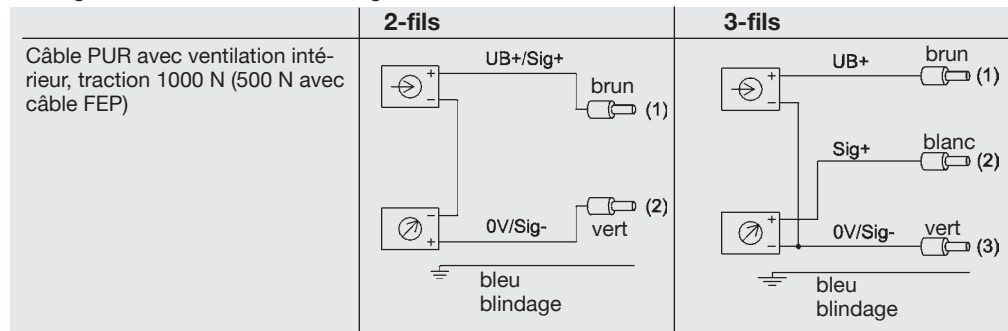 2-fils
3-fils
Câble PUR avec ventilation inté-
rieur, traction 1000 N (500 N avec
câble FEP)
UB+/Sig+
brun
(1)
0V/Sig-
(2)
vert
bleu
blindage
UB+
brun
(1)
Sig+
blanc
(2)
0V/Sig-
vert
(3)
bleu
blindage